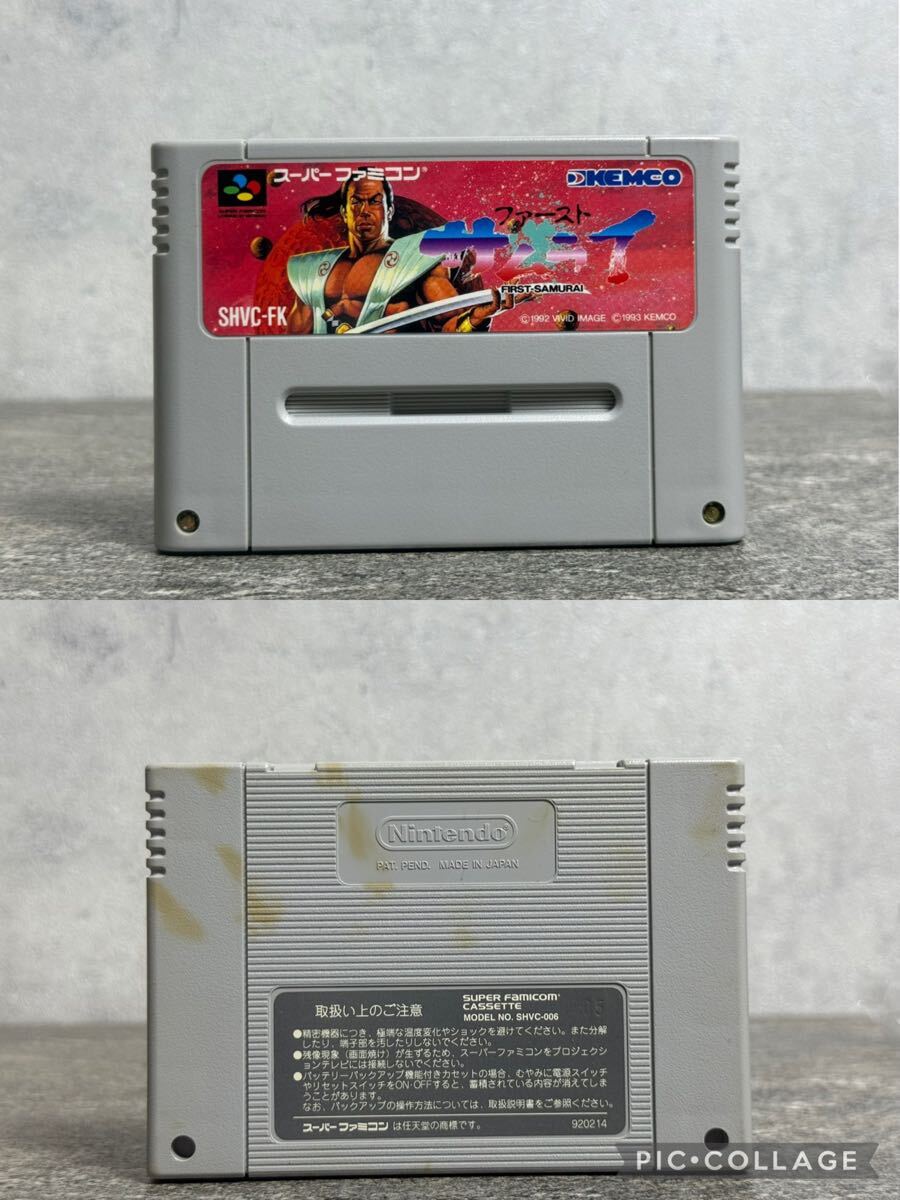 スーパーファミコン®
SUPER FAMICOM
KEMCO
ファースト
サムライ
FIRST SAMURAI
SHVC-FK
©1992 VIVID IMAGE ©1993 KEMCO
Nintendo®
PAT. PEND. MADE IN JAPAN
取扱い上のご注意
SUPER FAMICOM®
CASSETTE
MODEL NO. SHVC-006
05
●精密機器につき、極端な温度変化やショックを避けてください。また分解
したり、端子部を汚したりしないでください。
●残像現象（画面焼け）が生ずるため、スーパーファミコンをプロジェクシ
ョンテレビには接続しないでください。
●バッテリーバックアップ機能付きカセットの場合、むやみに電源スイッチ
やリセットスイッチをON·OFFすると、蓄積されている内容が消えてしま
うことがあります。
なお、バックアップの操作方法については、取扱説明書をご参照ください。
スーパーファミコンは任天堂の商標です。
920214
PIC•COLLAGE